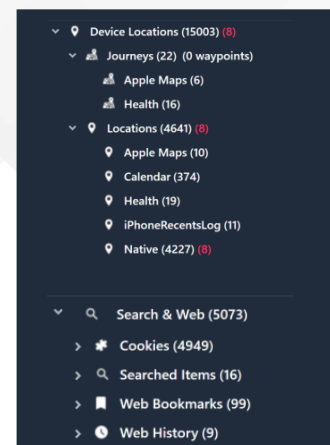 Device Locations (15003) (8)
Journeys (22) (0 waypoints)
Apple Maps (6)
Health (16)
Locations (4641) (8)
Apple Maps (10)
Calendar (374)
Health (19)
iPhoneRecentsLog (11)
Native (4227) (8)
Search & Web (5073)
Cookies (4949)
Searched Items (16)
Web Bookmarks (99)
Web History (9)